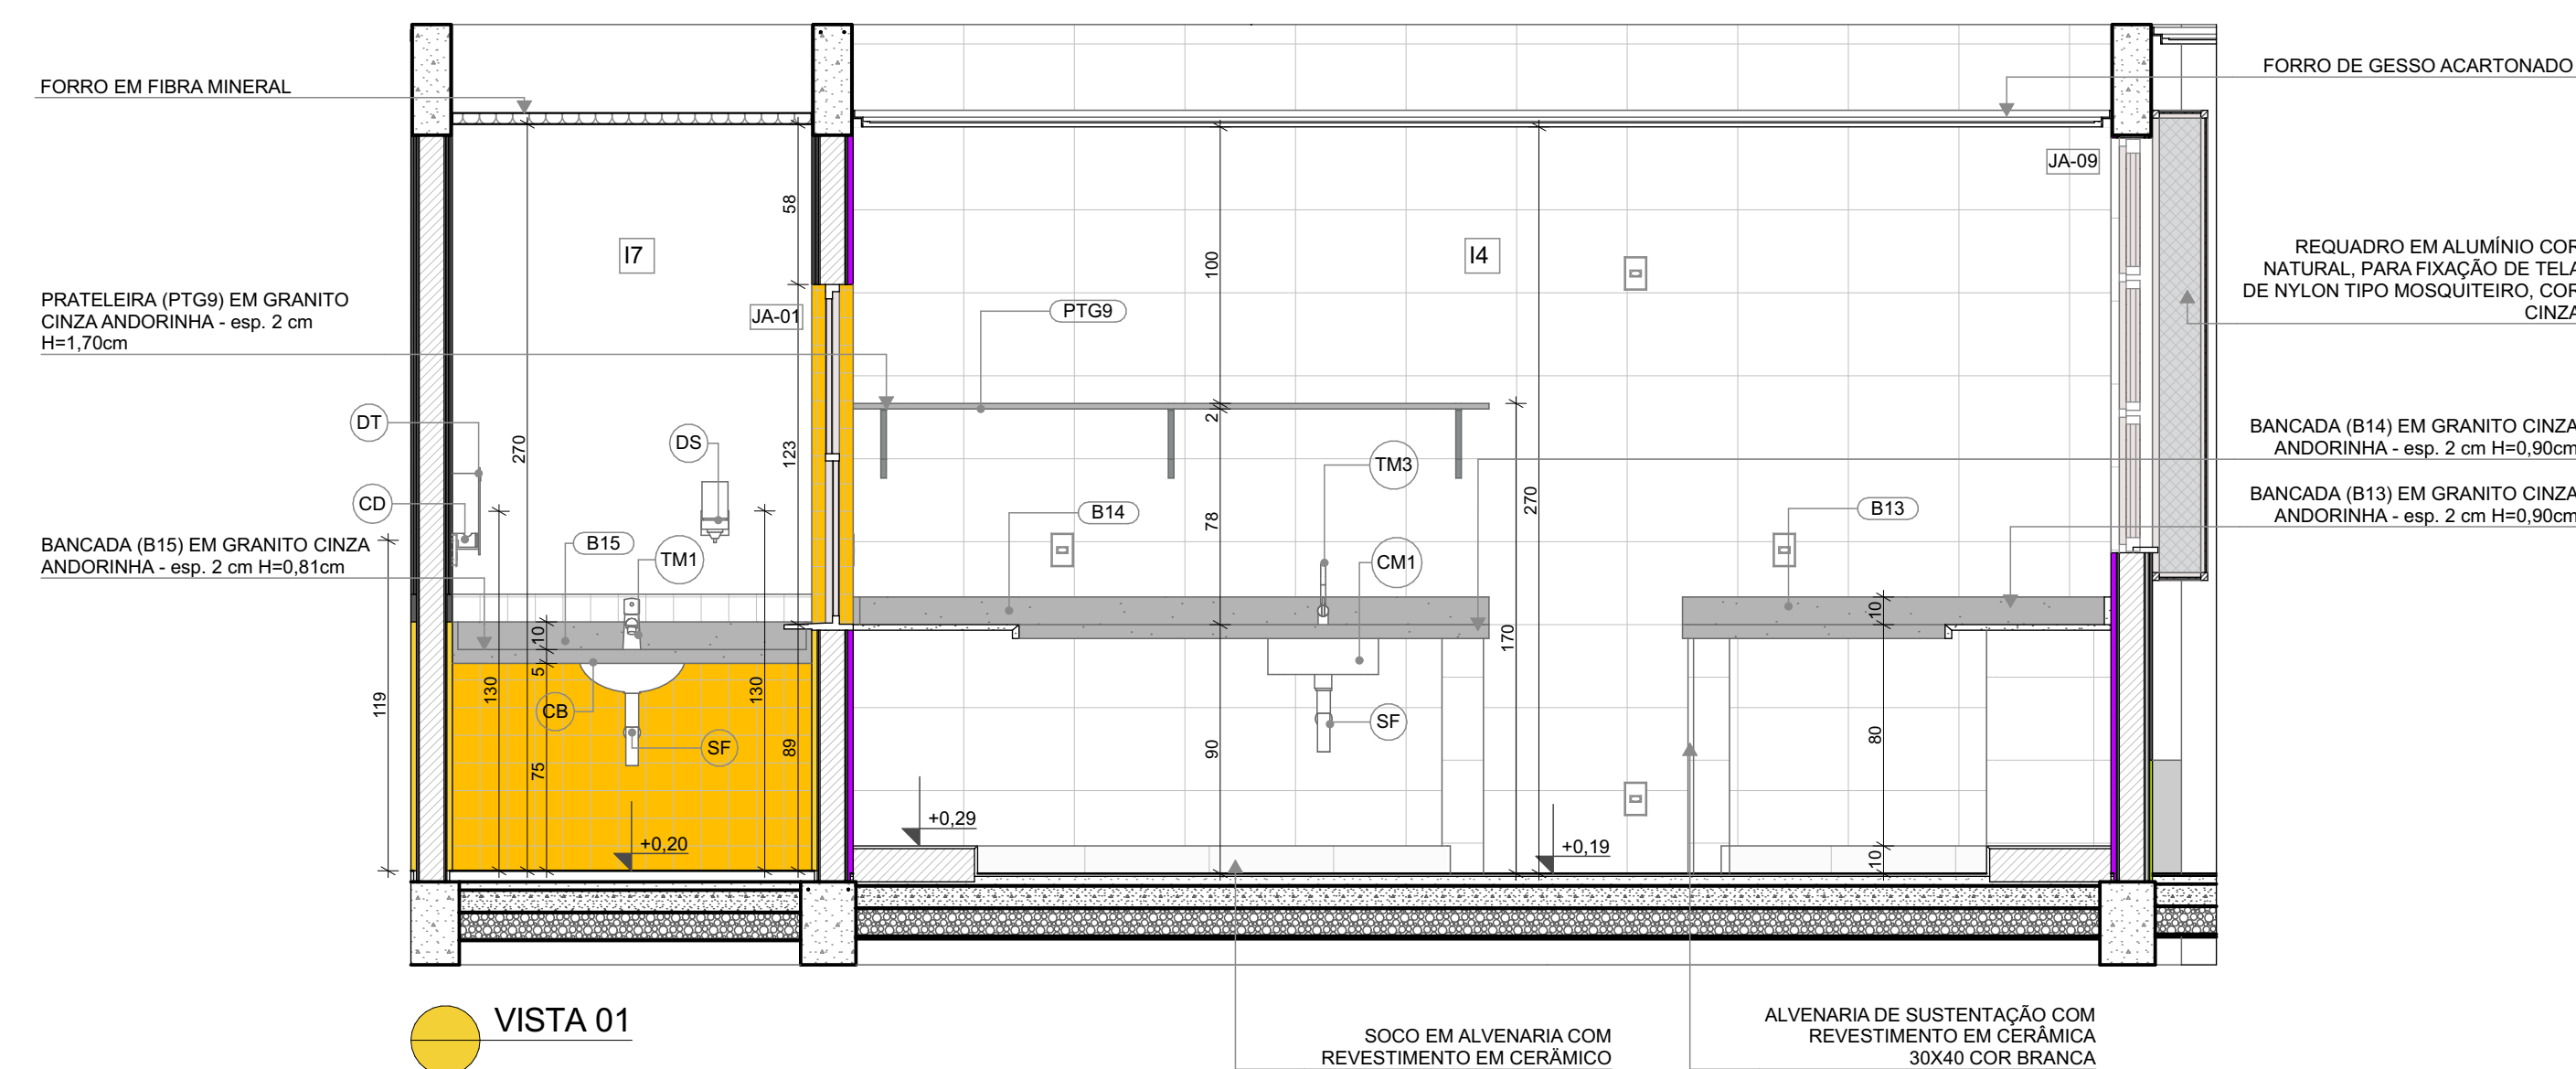 FORRO EM FIBRA MINERAL
FORRO DE GESSO ACARTONADO
JA-09
58
I7
I4
100
REQUADRO EM ALUMÍNIO COR
NATURAL, PARA FIXAÇÃO DE TELA
DE NYLON TIPO MOSQUITEIRO, COR
CINZA
PRATELEIRA (PTG9) EM GRANITO
CINZA ANDORINHA - esp. 2 cm
H=1,70cm
JA-01
PTG9
DT
DS
270
123
2
TM3
BANCADA (B14) EM GRANITO CINZA
ANDORINHA - esp. 2 cm H=0,90cm
CD
B14
78
270
B13
BANCADA (B13) EM GRANITO CINZA
ANDORINHA - esp. 2 cm H=0,90cm
BANCADA (B15) EM GRANITO CINZA
ANDORINHA - esp. 2 cm H=0,81cm
B15
TM1
CM1
10
10
170
5
119
130
130
CB
SF
SF
75
89
90
80
+0,29
+0,20
+0,19
10
VISTA 01
SOCO EM ALVENARIA COM
REVESTIMENTO EM CERÄMICO
ALVENARIA DE SUSTENTAÇÃO COM
REVESTIMENTO EM CERÂMICA
30X40 COR BRANCA